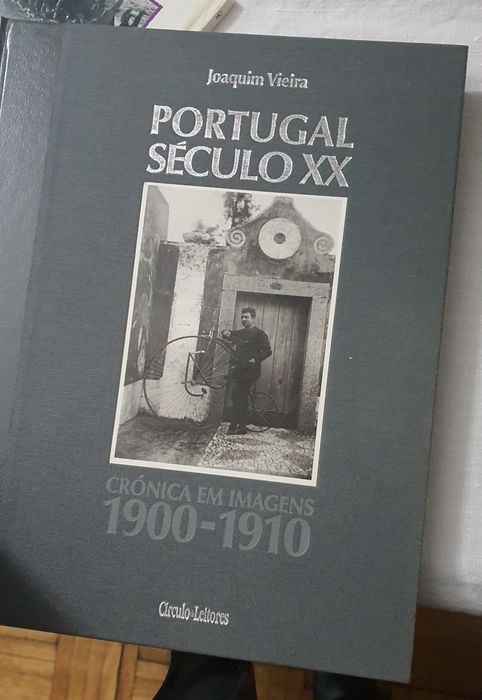 Joaquim Vieira
PORTUGAL
SÉCULO XX
CRÓNICA EM IMAGENS
1900-1910
Círculo de Leitores